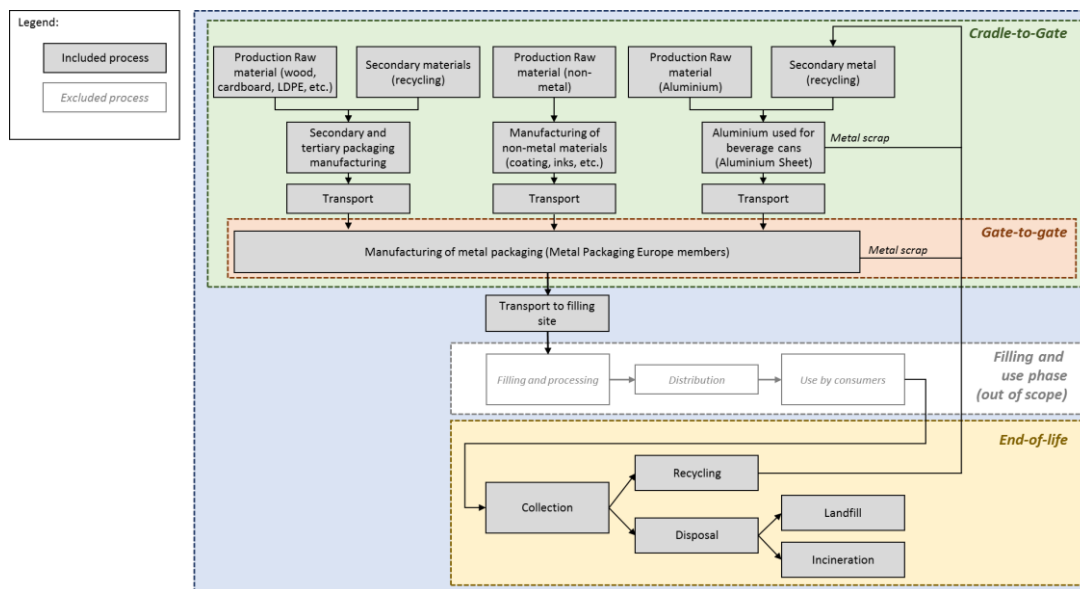 Legend:
Included process
Excluded process
Cradle-to-Gate
Production Raw
material (wood,
cardboard, LDPE, etc.)
Secondary materials
(recycling)
Production Raw
material (non-
metal)
Production Raw
material
(Aluminium)
Secondary metal
(recycling)
Secondary and
tertiary packaging
manufacturing
Manufacturing of
non-metal materials
(coating, inks, etc.)
Aluminium used for
beverage cans
(Aluminium Sheet)
Metal scrap
Transport
Transport
Transport
Gate-to-gate
Manufacturing of metal packaging (Metal Packaging Europe members)
Metal scrap
Transport to filling
site
Filling and
use phase
(out of scope)
Filling and processing
Distribution
Use by consumers
End-of-life
Recycling
Collection
Landfill
Disposal
Incineration